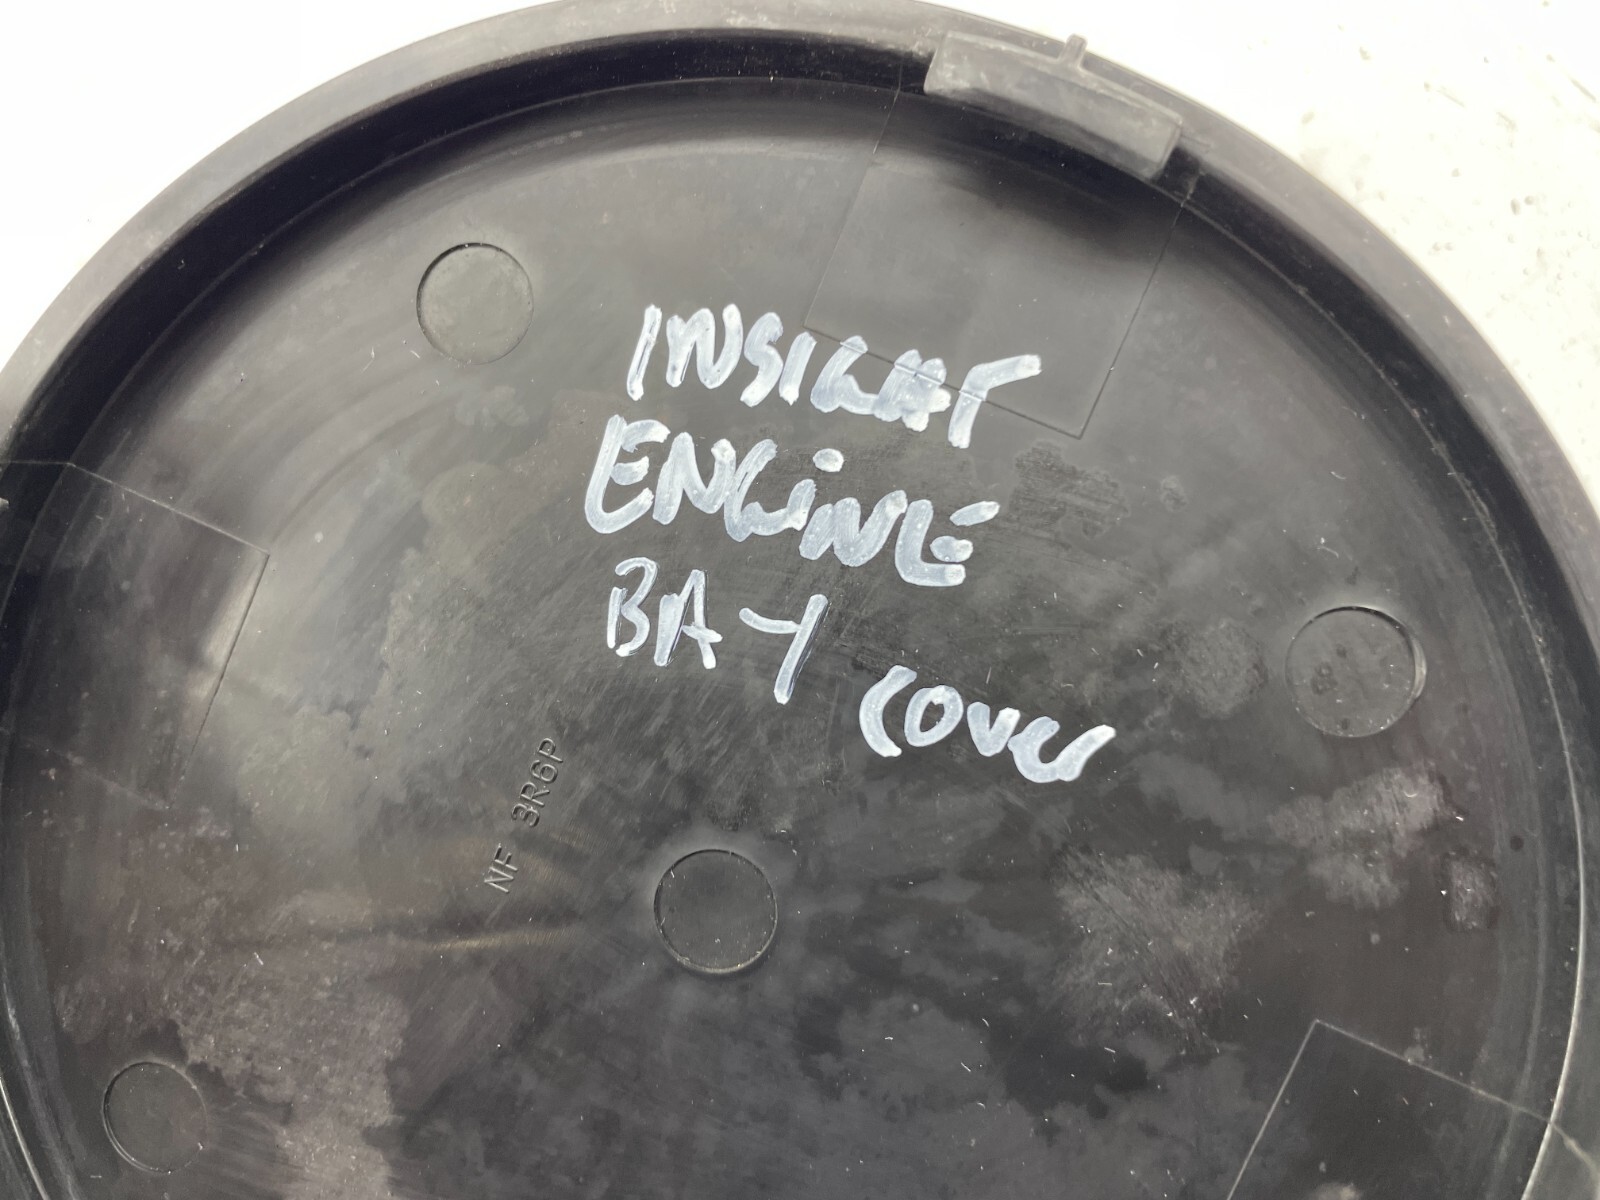 INSIGHT
ENGiNE
BAY COVER
NF 3R6P